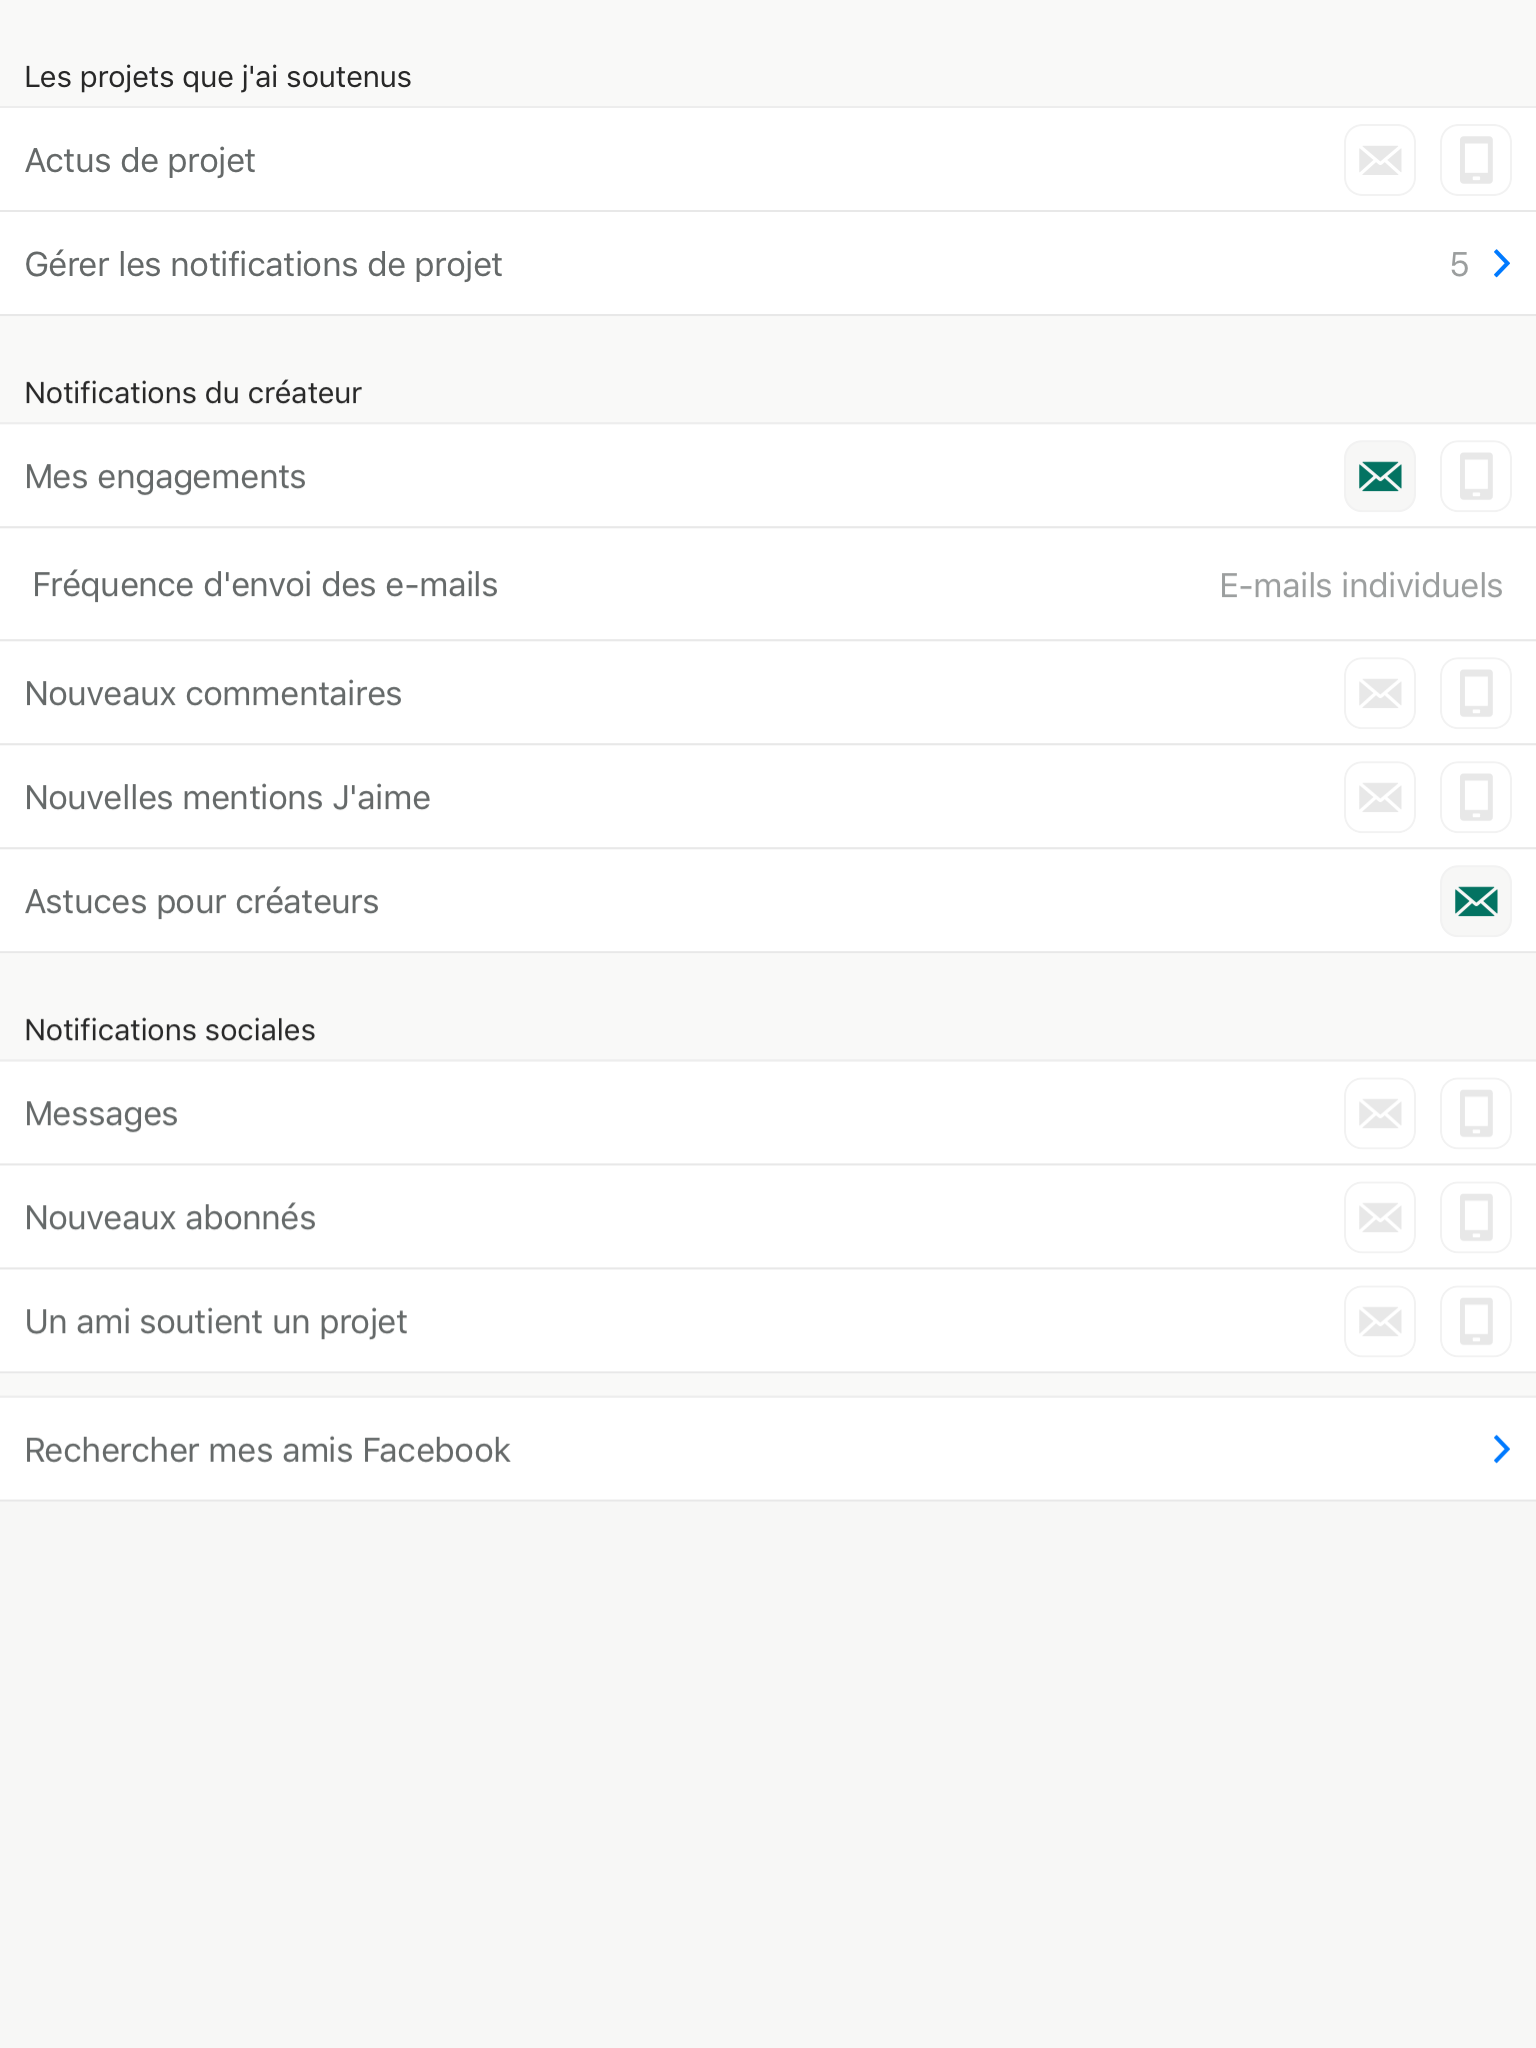 Les projets que j'ai soutenus
Actus de projet
Gérer les notifications de projet 5
Notifications du créateur
Mes engagements
Fréquence d'envoi des e-mails E-mails individuels
Nouveaux commentaires
Nouvelles mentions J'aime
Astuces pour créateurs
Notifications sociales
Messages
Nouveaux abonnés
Un ami soutient un projet
Rechercher mes amis Facebook